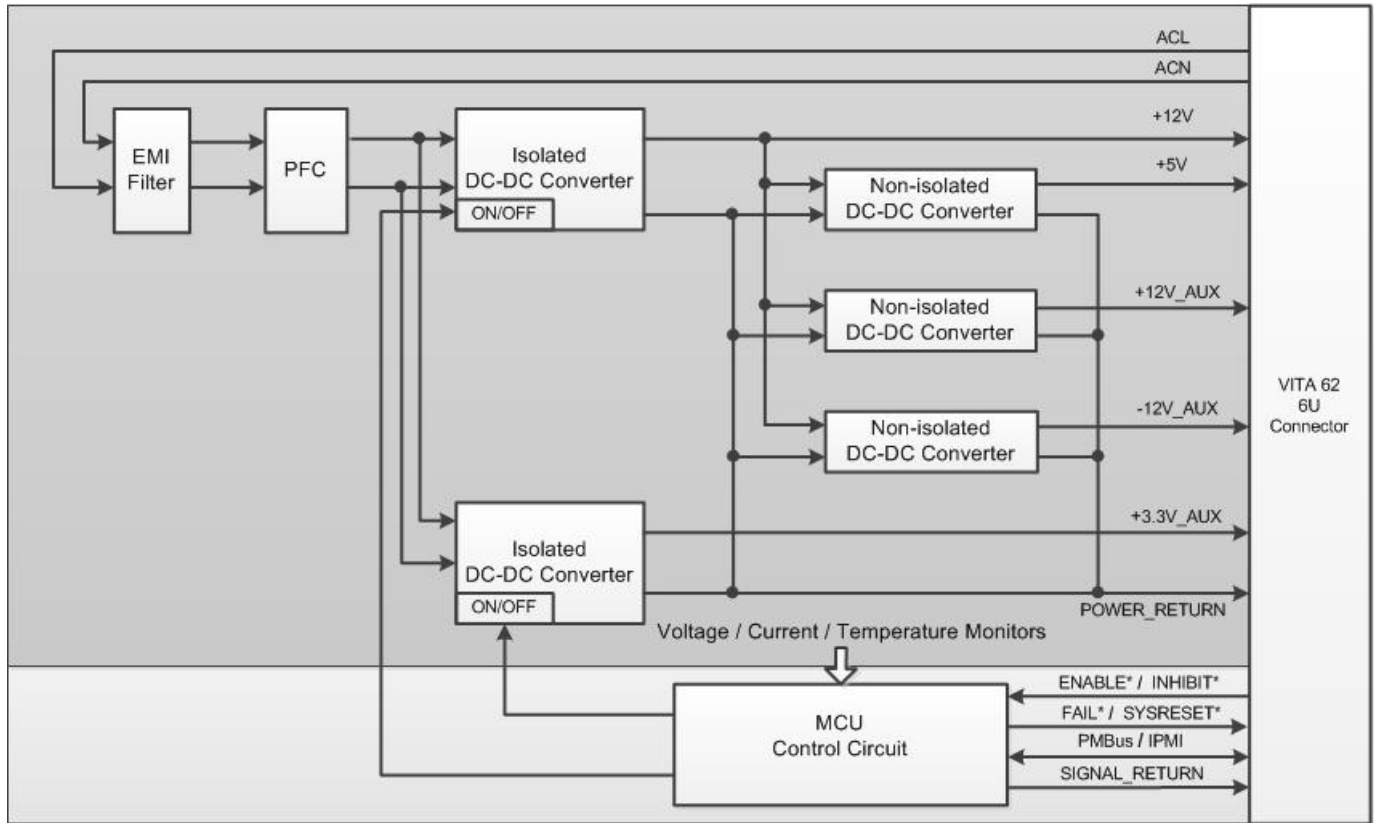 ACL
ACN
+12V
+5V
EMI
Filter
PFC
Isolated
DC-DC Converter
ON/OFF
Non-isolated
DC-DC Converter
+12V_AUX
Non-isolated
DC-DC Converter
-12V_AUX
Non-isolated
DC-DC Converter
VITA 62
6U
Connector
+3.3V_AUX
Isolated
DC-DC Converter
ON/OFF
POWER_RETURN
Voltage / Current / Temperature Monitors
ENABLE* / INHIBIT*
FAIL* / SYSRESET*
PMBus / IPMI
SIGNAL_RETURN
MCU
Control Circuit